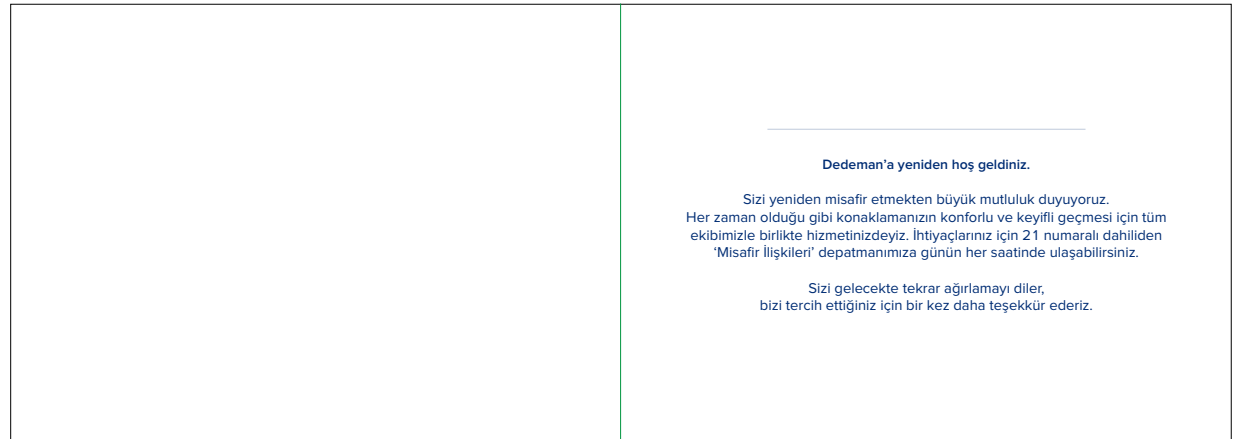 Dedeman’a yeniden hoş geldiniz.
Sizi yeniden misafir etmekten büyük mutluluk duyuyoruz.
Her zaman olduğu gibi konaklamanızın konforlu ve keyifli geçmesi için tüm
ekibimizle birlikte hizmetinizdeyiz. İhtiyaçlarınız için 21 numaralı dahiliden
‘Misafir İlişkileri’ depatmanımıza günün her saatinde ulaşabilirsiniz.
Sizi gelecekte tekrar ağırlamayı diler,
bizi tercih ettiğiniz için bir kez daha teşekkür ederiz.